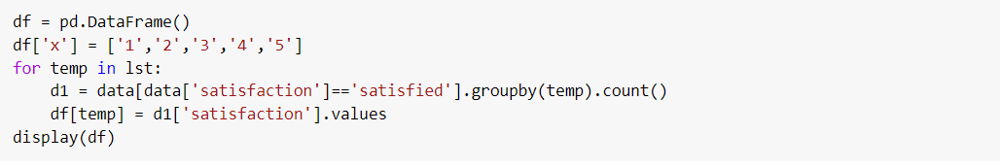 df = pd.DataFrame()
df['x'] = ['1','2','3','4','5']
for temp in lst:
    d1 = data[data['satisfaction']=='satisfied'].groupby(temp).count()
    df[temp] = d1['satisfaction'].values
display(df)